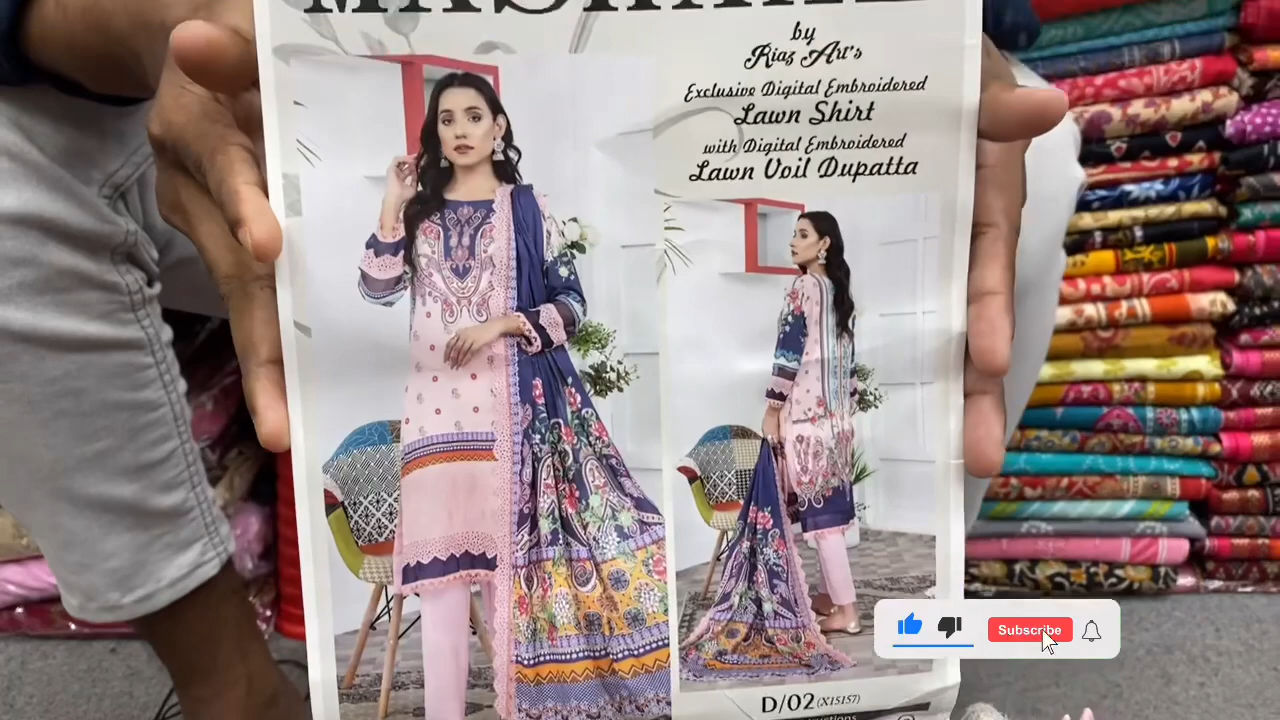 by
Riaz Art's
Exclusive Digital Embroidered
Lawn Shirt
with Digital Embroidered
Lawn Voil Dupatta
D/02 (X15157)
Subscribe